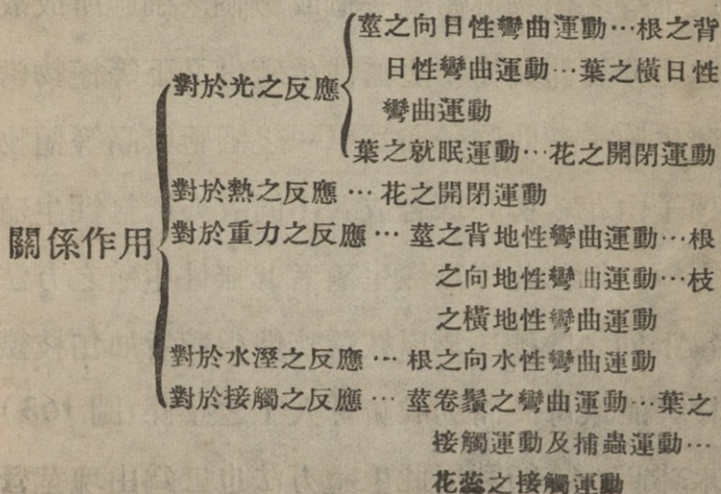 莖之向日性彎曲運動…根之背
日性彎曲運動…葉之橫日性
對於光之反應
彎曲運動
葉之就眠運動…花之開閉運動
對於熱之反應…花之開閉運動
關係作用
對於重力之反應…莖之背地性彎曲運動…根
之向地性彎曲運動…枝
之橫地性彎曲運動
對於水溼之反應…根之向水性彎曲運動
對於接觸之反應…莖卷鬚之彎曲運動…葉之
接觸運動及捕蟲運動…
花蕊之接觸運動